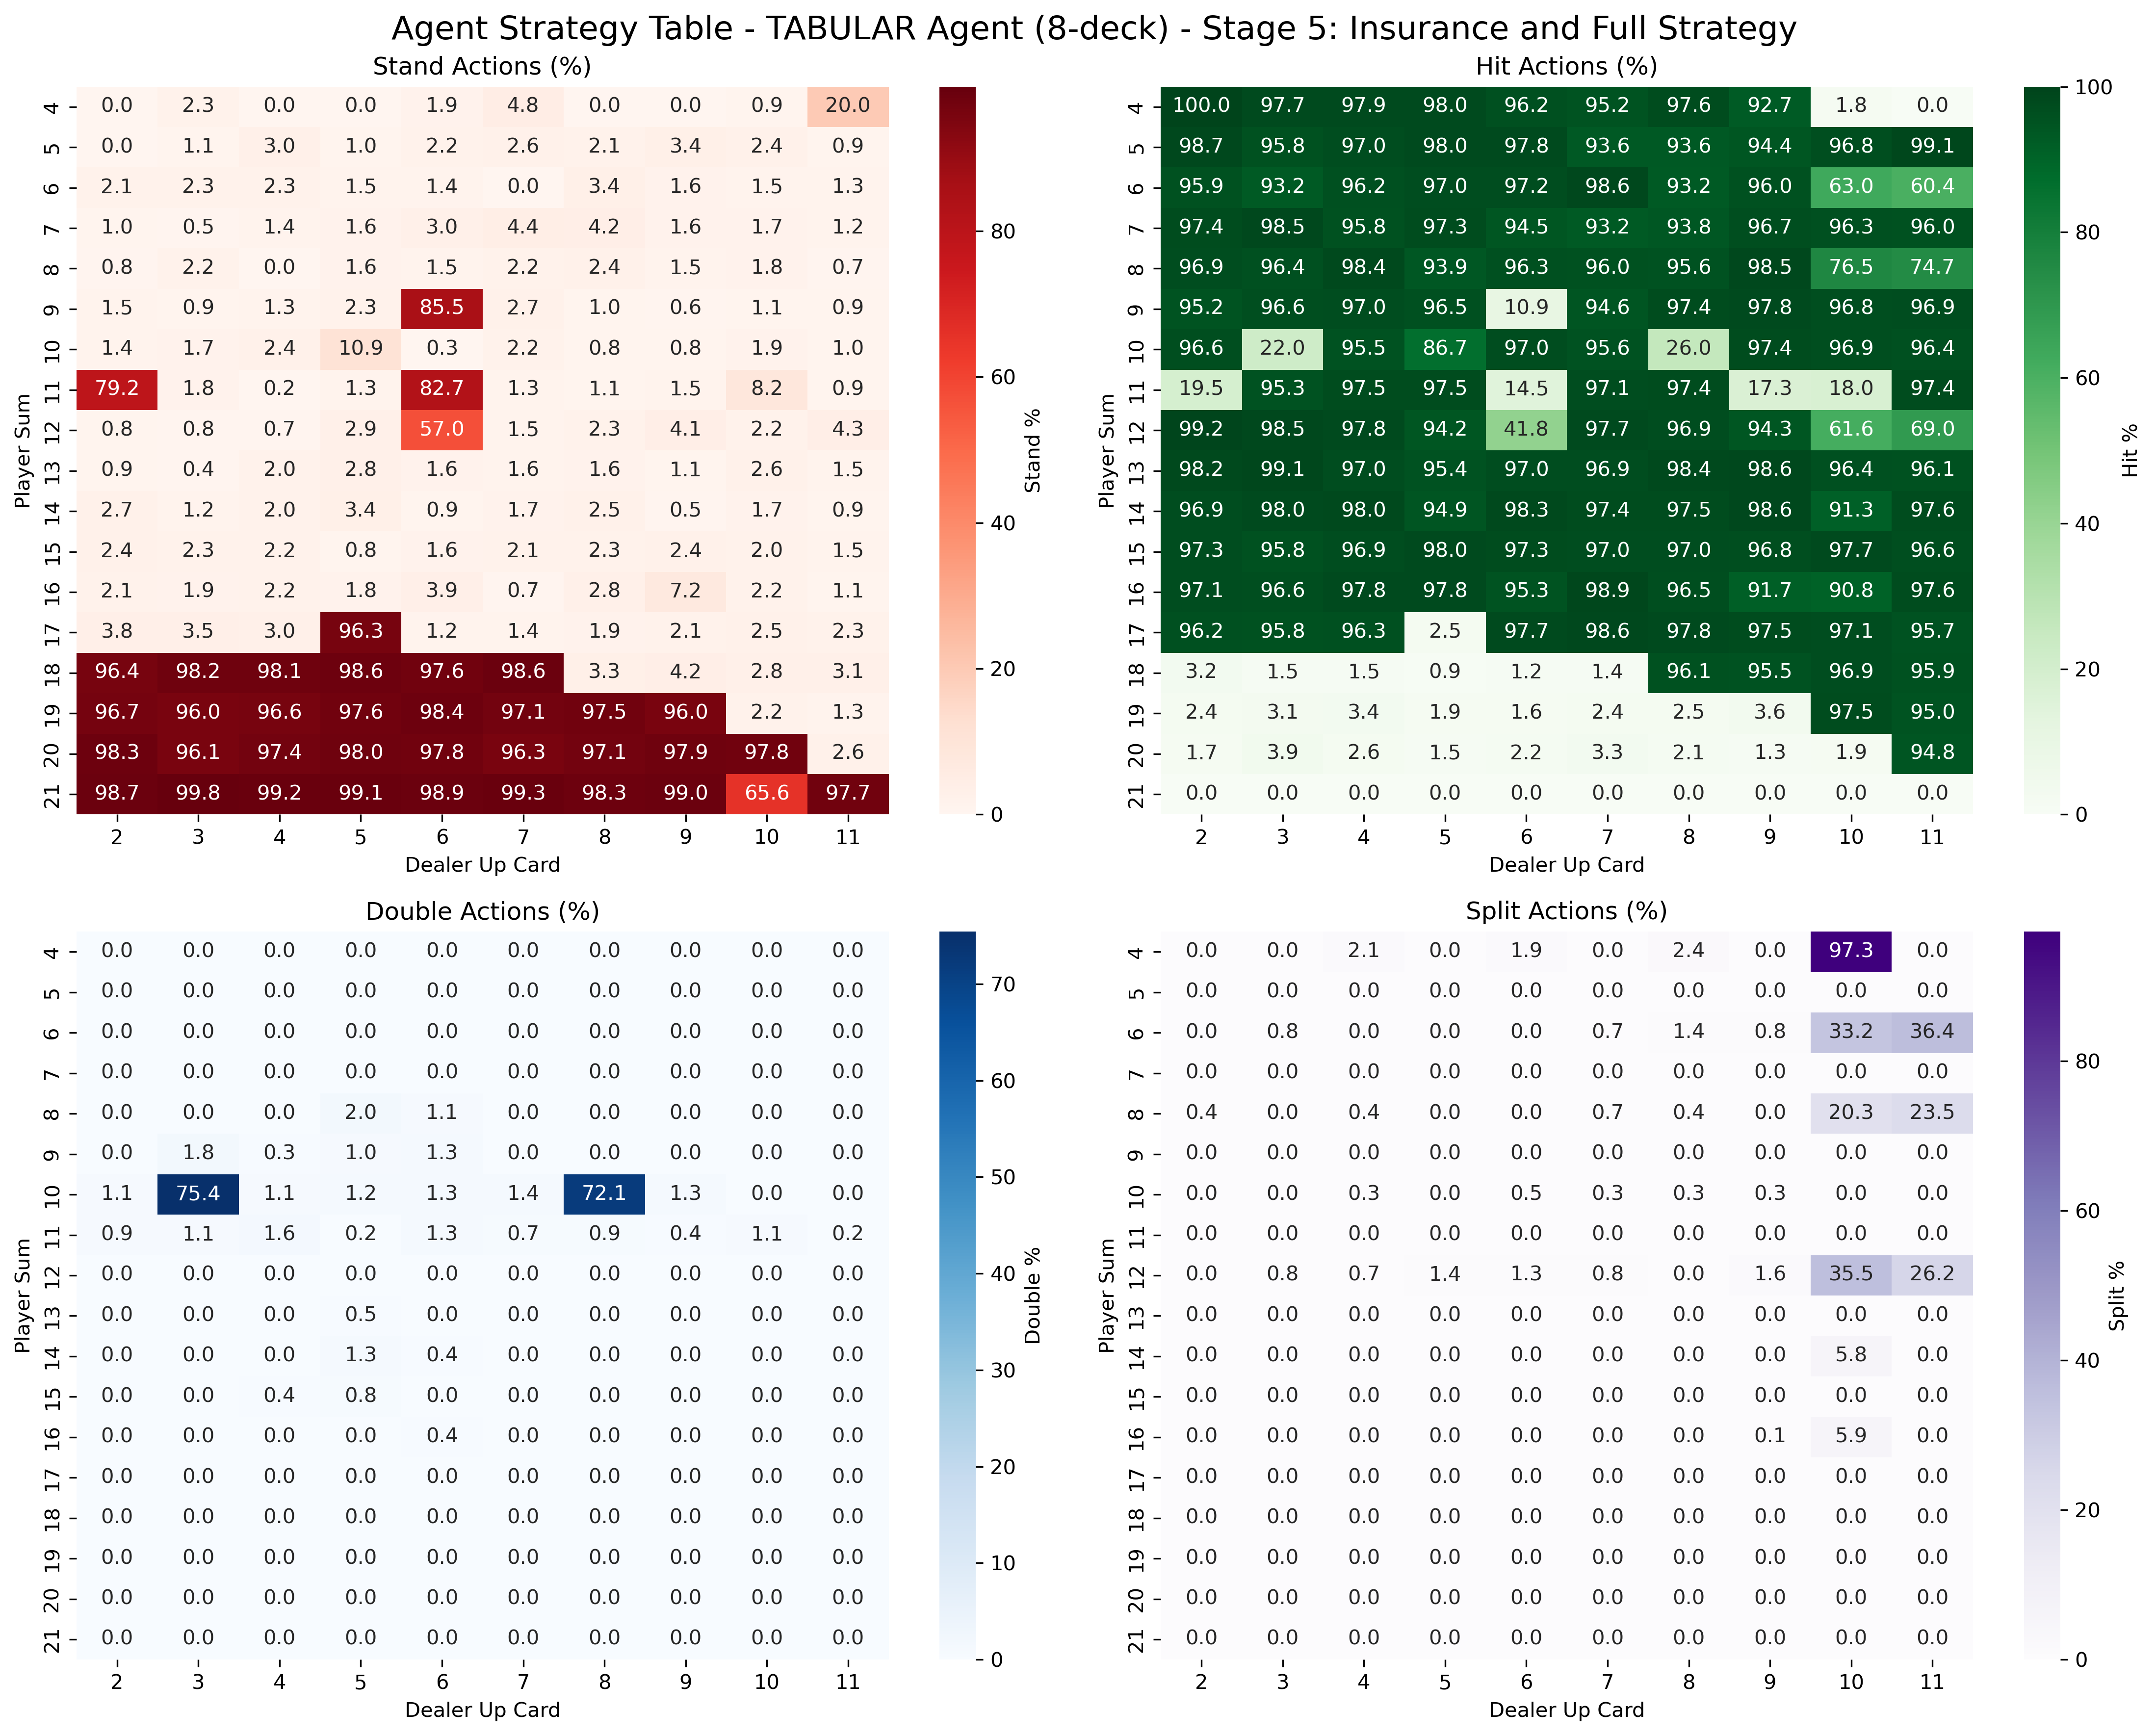 Agent Strategy Table - TABULAR Agent (8-deck) - Stage 5: Insurance and Full Strategy
Stand Actions (%)
4 0.0 2.3 0.0 0.0 1.9 4.8 0.0 0.0 0.9 20.0
5 0.0 1.1 3.0 1.0 2.2 2.6 2.1 3.4 2.4 0.9
6 2.1 2.3 2.3 1.5 1.4 0.0 3.4 1.6 1.5 1.3
7 1.0 0.5 1.4 1.6 3.0 4.4 4.2 1.6 1.7 1.2
8 0.8 2.2 0.0 1.6 1.5 2.2 2.4 1.5 1.8 0.7
9 1.5 0.9 1.3 2.3 85.5 2.7 1.0 0.6 1.1 0.9
10 1.4 1.7 2.4 10.9 0.3 2.2 0.8 0.8 1.9 1.0
11 79.2 1.8 0.2 1.3 82.7 1.3 1.1 1.5 8.2 0.9
12 0.8 0.8 0.7 2.9 57.0 1.5 2.3 4.1 2.2 4.3
13 0.9 0.4 2.0 2.8 1.6 1.6 1.6 1.1 2.6 1.5
14 2.7 1.2 2.0 3.4 0.9 1.7 2.5 0.5 1.7 0.9
15 2.4 2.3 2.2 0.8 1.6 2.1 2.3 2.4 2.0 1.5
16 2.1 1.9 2.2 1.8 3.9 0.7 2.8 7.2 2.2 1.1
17 3.8 3.5 3.0 96.3 1.2 1.4 1.9 2.1 2.5 2.3
18 96.4 98.2 98.1 98.6 97.6 98.6 3.3 4.2 2.8 3.1
19 96.7 96.0 96.6 97.6 98.4 97.1 97.5 96.0 2.2 1.3
20 98.3 96.1 97.4 98.0 97.8 96.3 97.1 97.9 97.8 2.6
21 98.7 99.8 99.2 99.1 98.9 99.3 98.3 99.0 65.6 97.7
2 3 4 5 6 7 8 9 10 11
Dealer Up Card
Player Sum
80
60
40
20
0
Stand %
Hit Actions (%)
4 100.0 97.7 97.9 98.0 96.2 95.2 97.6 92.7 1.8 0.0
5 98.7 95.8 97.0 98.0 97.8 93.6 93.6 94.4 96.8 99.1
6 95.9 93.2 96.2 97.0 97.2 98.6 93.2 96.0 63.0 60.4
7 97.4 98.5 95.8 97.3 94.5 93.2 93.8 96.7 96.3 96.0
8 96.9 96.4 98.4 93.9 96.3 96.0 95.6 98.5 76.5 74.7
9 95.2 96.6 97.0 96.5 10.9 94.6 97.4 97.8 96.8 96.9
10 96.6 22.0 95.5 86.7 97.0 95.6 26.0 97.4 96.9 96.4
11 19.5 95.3 97.5 97.5 14.5 97.1 97.4 17.3 18.0 97.4
12 99.2 98.5 97.8 94.2 41.8 97.7 96.9 94.3 61.6 69.0
13 98.2 99.1 97.0 95.4 97.0 96.9 98.4 98.6 96.4 96.1
14 96.9 98.0 98.0 94.9 98.3 97.4 97.5 98.6 91.3 97.6
15 97.3 95.8 96.9 98.0 97.3 97.0 97.0 96.8 97.7 96.6
16 97.1 96.6 97.8 97.8 95.3 98.9 96.5 91.7 90.8 97.6
17 96.2 95.8 96.3 2.5 97.7 98.6 97.8 97.5 97.1 95.7
18 3.2 1.5 1.5 0.9 1.2 1.4 96.1 95.5 96.9 95.9
19 2.4 3.1 3.4 1.9 1.6 2.4 2.5 3.6 97.5 95.0
20 1.7 3.9 2.6 1.5 2.2 3.3 2.1 1.3 1.9 94.8
21 0.0 0.0 0.0 0.0 0.0 0.0 0.0 0.0 0.0 0.0
2 3 4 5 6 7 8 9 10 11
Dealer Up Card
Player Sum
100
80
60
40
20
0
Hit %
Double Actions (%)
4 0.0 0.0 0.0 0.0 0.0 0.0 0.0 0.0 0.0 0.0
5 0.0 0.0 0.0 0.0 0.0 0.0 0.0 0.0 0.0 0.0
6 0.0 0.0 0.0 0.0 0.0 0.0 0.0 0.0 0.0 0.0
7 0.0 0.0 0.0 0.0 0.0 0.0 0.0 0.0 0.0 0.0
8 0.0 0.0 0.0 2.0 1.1 0.0 0.0 0.0 0.0 0.0
9 0.0 1.8 0.3 1.0 1.3 0.0 0.0 0.0 0.0 0.0
10 1.1 75.4 1.1 1.2 1.3 1.4 72.1 1.3 0.0 0.0
11 0.9 1.1 1.6 0.2 1.3 0.7 0.9 0.4 1.1 0.2
12 0.0 0.0 0.0 0.0 0.0 0.0 0.0 0.0 0.0 0.0
13 0.0 0.0 0.0 0.5 0.0 0.0 0.0 0.0 0.0 0.0
14 0.0 0.0 0.0 1.3 0.4 0.0 0.0 0.0 0.0 0.0
15 0.0 0.0 0.4 0.8 0.0 0.0 0.0 0.0 0.0 0.0
16 0.0 0.0 0.0 0.0 0.4 0.0 0.0 0.0 0.0 0.0
17 0.0 0.0 0.0 0.0 0.0 0.0 0.0 0.0 0.0 0.0
18 0.0 0.0 0.0 0.0 0.0 0.0 0.0 0.0 0.0 0.0
19 0.0 0.0 0.0 0.0 0.0 0.0 0.0 0.0 0.0 0.0
20 0.0 0.0 0.0 0.0 0.0 0.0 0.0 0.0 0.0 0.0
21 0.0 0.0 0.0 0.0 0.0 0.0 0.0 0.0 0.0 0.0
2 3 4 5 6 7 8 9 10 11
Dealer Up Card
Player Sum
70
60
50
40
30
20
10
0
Double %
Split Actions (%)
4 0.0 0.0 2.1 0.0 1.9 0.0 2.4 0.0 97.3 0.0
5 0.0 0.0 0.0 0.0 0.0 0.0 0.0 0.0 0.0 0.0
6 0.0 0.8 0.0 0.0 0.0 0.7 1.4 0.8 33.2 36.4
7 0.0 0.0 0.0 0.0 0.0 0.0 0.0 0.0 0.0 0.0
8 0.4 0.0 0.4 0.0 0.0 0.7 0.4 0.0 20.3 23.5
9 0.0 0.0 0.0 0.0 0.0 0.0 0.0 0.0 0.0 0.0
10 0.0 0.0 0.3 0.0 0.5 0.3 0.3 0.3 0.0 0.0
11 0.0 0.0 0.0 0.0 0.0 0.0 0.0 0.0 0.0 0.0
12 0.0 0.8 0.7 1.4 1.3 0.8 0.0 1.6 35.5 26.2
13 0.0 0.0 0.0 0.0 0.0 0.0 0.0 0.0 0.0 0.0
14 0.0 0.0 0.0 0.0 0.0 0.0 0.0 0.0 5.8 0.0
15 0.0 0.0 0.0 0.0 0.0 0.0 0.0 0.0 0.0 0.0
16 0.0 0.0 0.0 0.0 0.0 0.0 0.0 0.1 5.9 0.0
17 0.0 0.0 0.0 0.0 0.0 0.0 0.0 0.0 0.0 0.0
18 0.0 0.0 0.0 0.0 0.0 0.0 0.0 0.0 0.0 0.0
19 0.0 0.0 0.0 0.0 0.0 0.0 0.0 0.0 0.0 0.0
20 0.0 0.0 0.0 0.0 0.0 0.0 0.0 0.0 0.0 0.0
21 0.0 0.0 0.0 0.0 0.0 0.0 0.0 0.0 0.0 0.0
2 3 4 5 6 7 8 9 10 11
Dealer Up Card
Player Sum
80
60
40
20
0
Split %